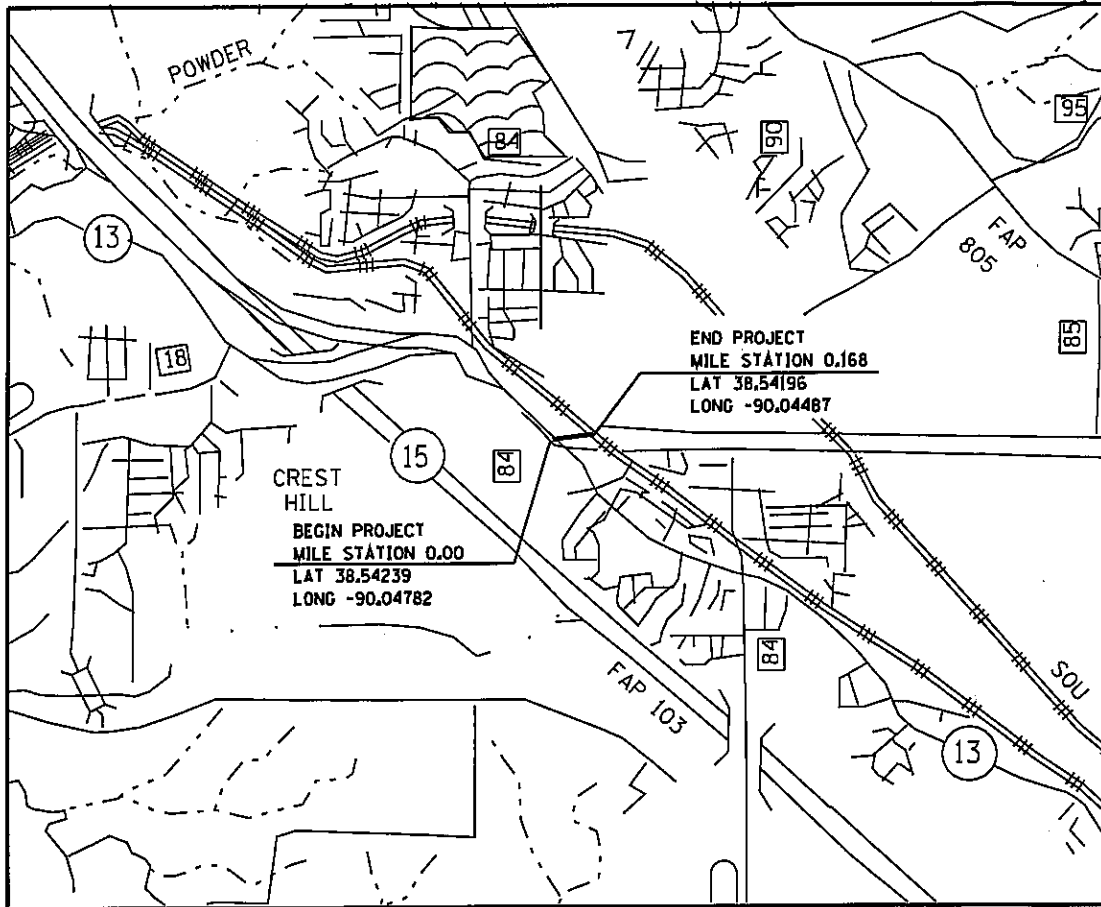 POWDER
84
90
95
13
FAP
805
18
END PROJECT
MILE STATION 0.168
LAT 38.54196
LONG -90.04487
85
15
84
CREST
HILL
BEGIN PROJECT
MILE STATION 0.00
LAT 38.54239
LONG -90.04782
84
FAP 103
SOU
13